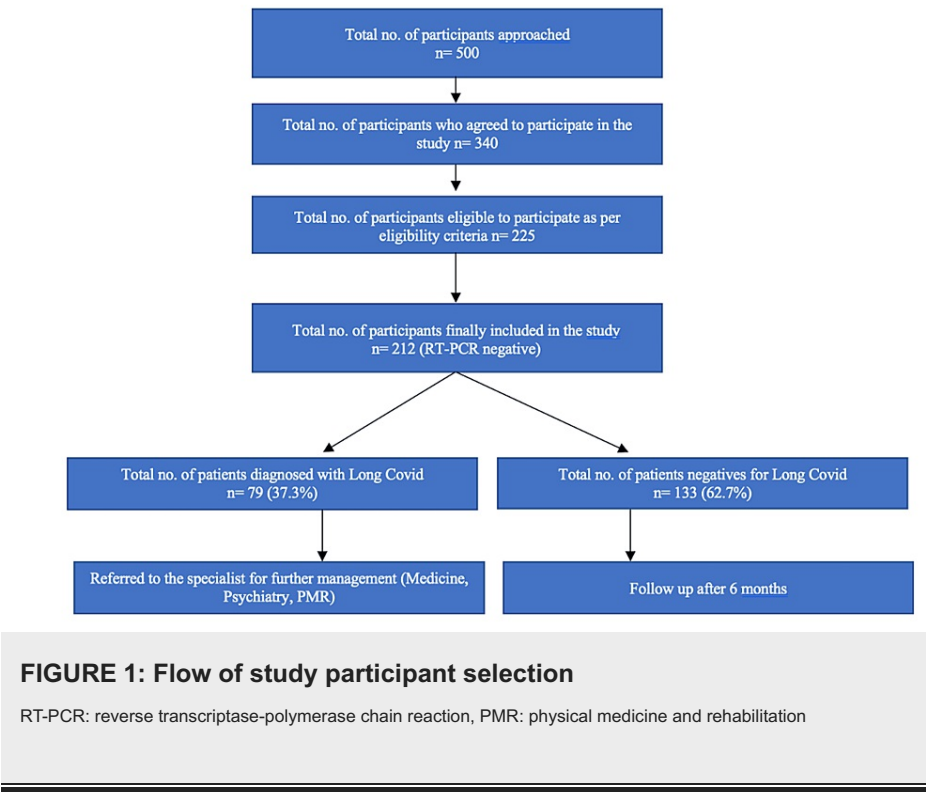 Total no. of participants approached
n= 500
Total no. of participants who agreed to participate in the
study n= 340
Total no. of participants eligible to participate as per
eligibility criteria n= 225
Total no. of participants finally included in the study
n= 212 (RT-PCR negative)
Total no. of patients diagnosed with Long Covid
n= 79 (37.3%)
Total no. of patients negatives for Long Covid
n= 133 (62.7%)
Referred to the specialist for further management (Medicine,
Psychiatry, PMR)
Follow up after 6 months
FIGURE 1: Flow of study participant selection
RT-PCR: reverse transcriptase-polymerase chain reaction, PMR: physical medicine and rehabilitation